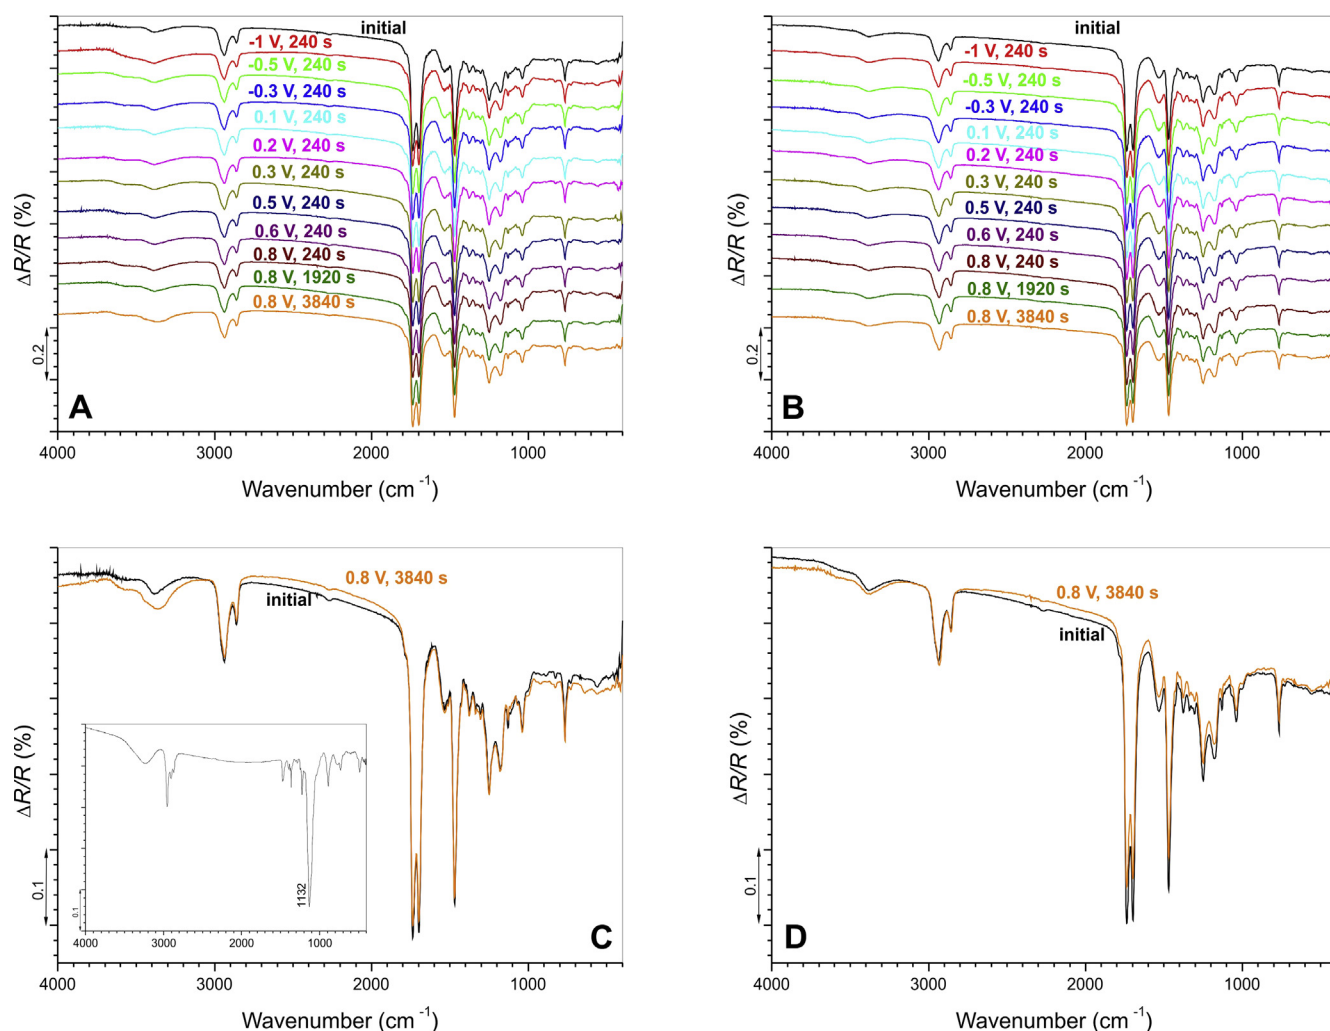 initial
-1 V, 240 s
-0.5 V, 240 s
-0.3 V, 240 s
0.1 V, 240 s
0.2 V, 240 s
0.3 V, 240 s
0.5 V, 240 s
0.6 V, 240 s
0.8 V, 240 s
0.8 V, 1920 s
0.8 V, 3840 s
ΔR/R (%)
0.2
A
4000 3000 2000 1000
Wavenumber (cm⁻¹)
initial
-1 V, 240 s
-0.5 V, 240 s
-0.3 V, 240 s
0.1 V, 240 s
0.2 V, 240 s
0.3 V, 240 s
0.5 V, 240 s
0.6 V, 240 s
0.8 V, 240 s
0.8 V, 1920 s
0.8 V, 3840 s
ΔR/R (%)
0.2
B
4000 3000 2000 1000
Wavenumber (cm⁻¹)
0.8 V, 3840 s
initial
ΔR/R (%)
0.1
1132
0.1
4000 3000 2000 1000
C
4000 3000 2000 1000
Wavenumber (cm⁻¹)
0.8 V, 3840 s
initial
ΔR/R (%)
0.1
D
4000 3000 2000 1000
Wavenumber (cm⁻¹)